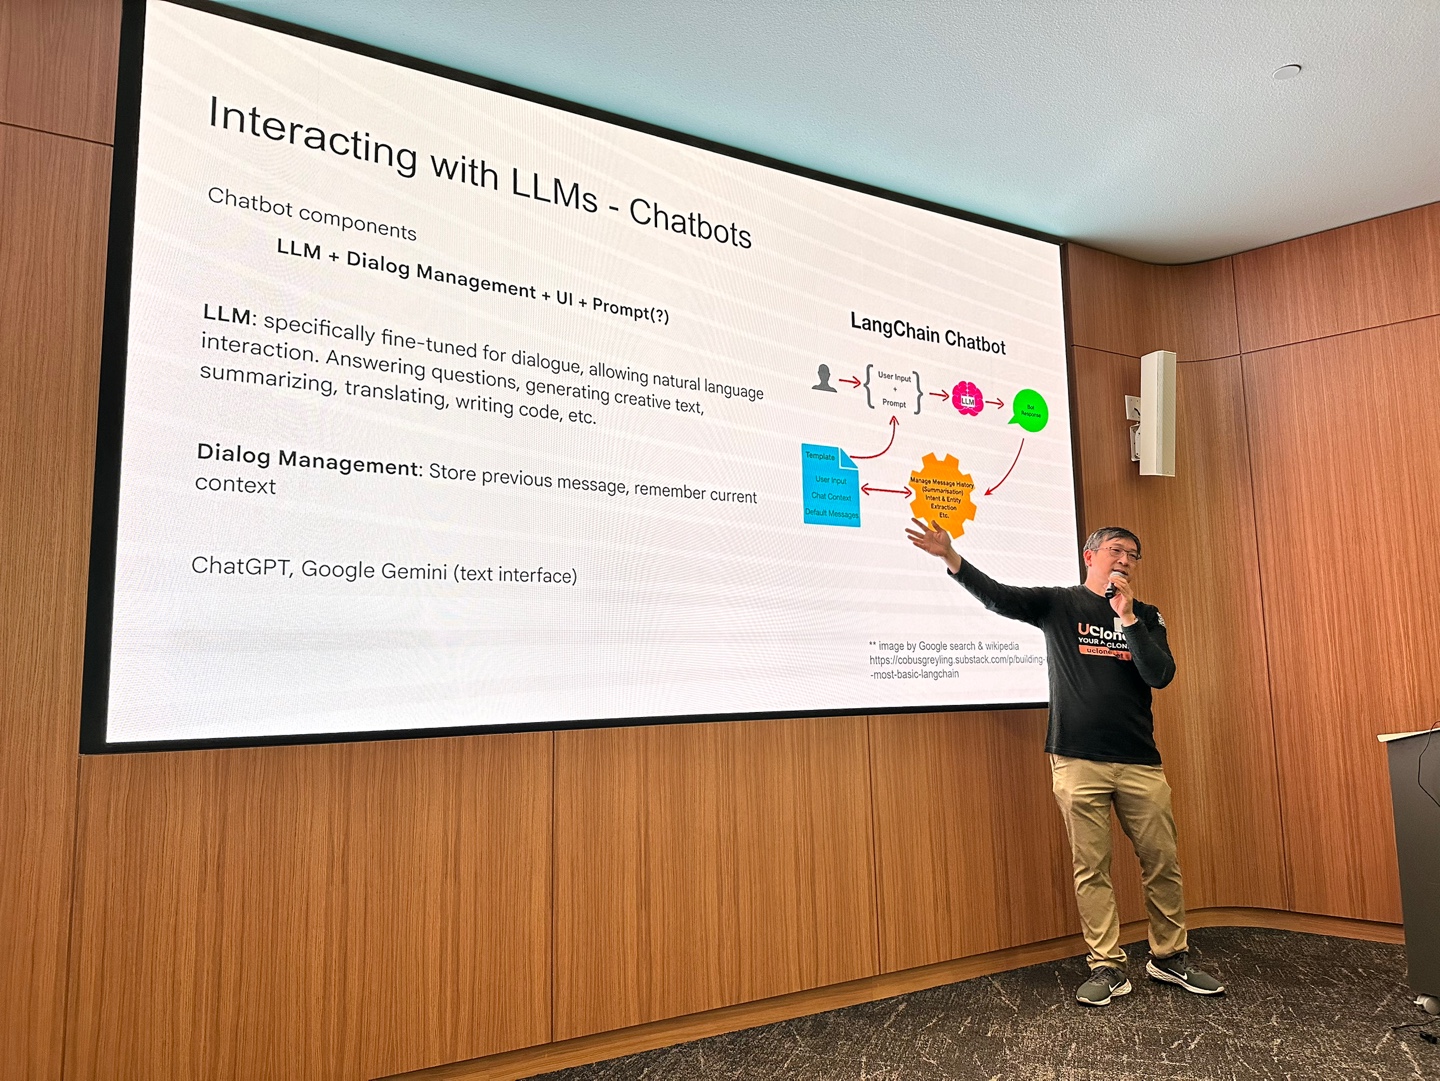 Interacting with LLMs - Chatbots
Chatbot components
LLM + Dialog Management + UI + Prompt(?)
LLM: specifically fine-tuned for dialogue, allowing natural language
interaction. Answering questions, generating creative text,
summarizing, translating, writing code, etc.
Dialog Management: Store previous message, remember current
context
ChatGPT, Google Gemini (text interface)
LangChain Chatbot
User Input
+
Prompt
LLM
Bot
Response
Template
User Input
Chat Context
Default Messages
Manage Message History
(Summarisation)
Intent & Entity
Extraction
Etc.
** image by Google search & wikipedia
https://cobusgreyling.substack.com/p/building-
-most-basic-langchain
UClone
YOUR A CLON
uclone